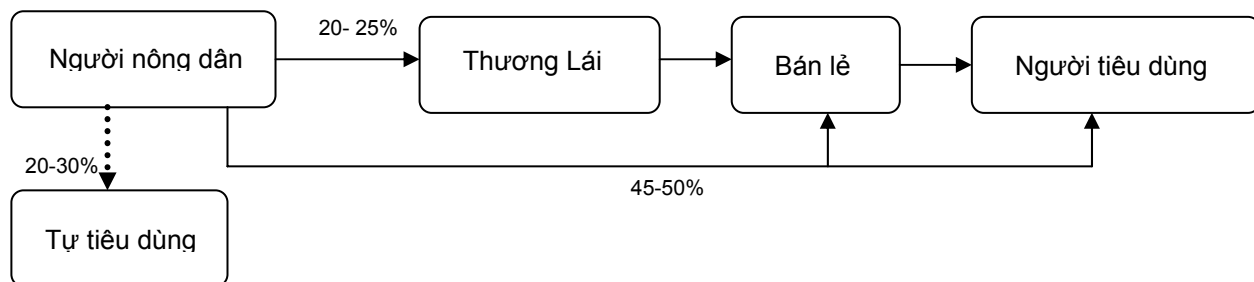 20- 25%
Người nông dân
Thương Lái
Bán lẻ
Người tiêu dùng
20-30%
45-50%
Tự tiêu dùng